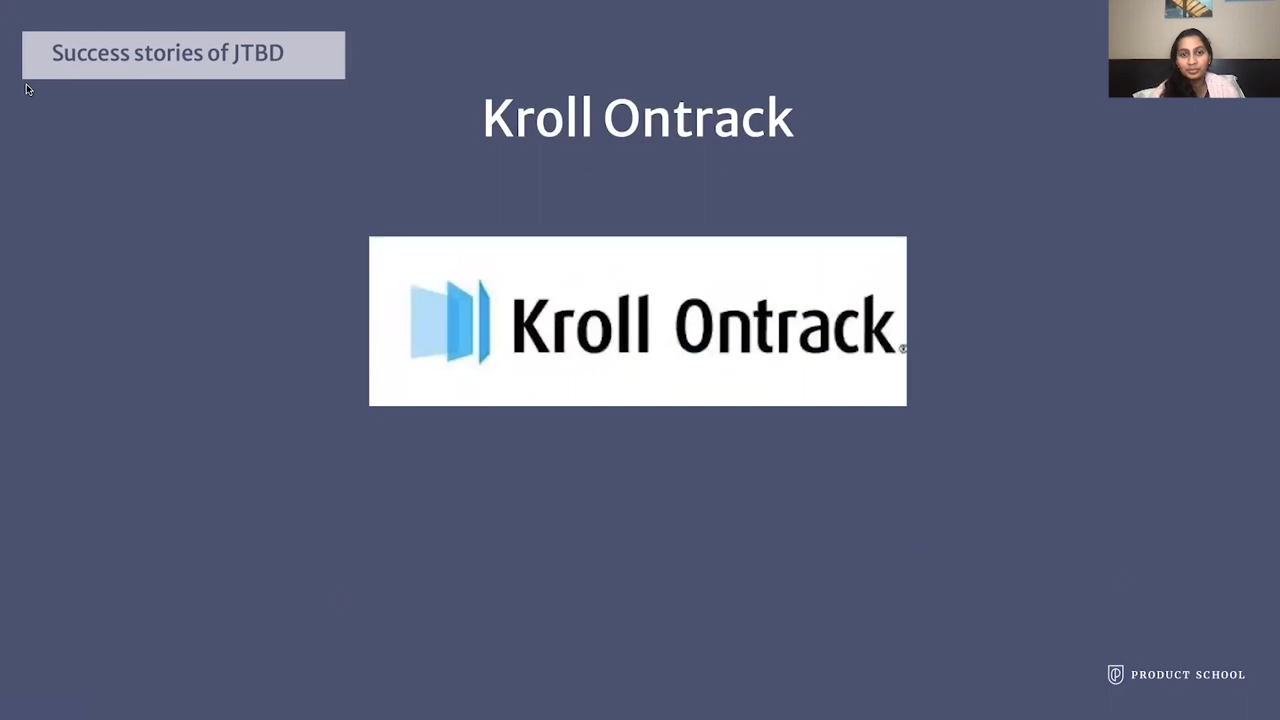 Success stories of JTBD
Kroll Ontrack
Kroll Ontrack®
PRODUCT SCHOOL